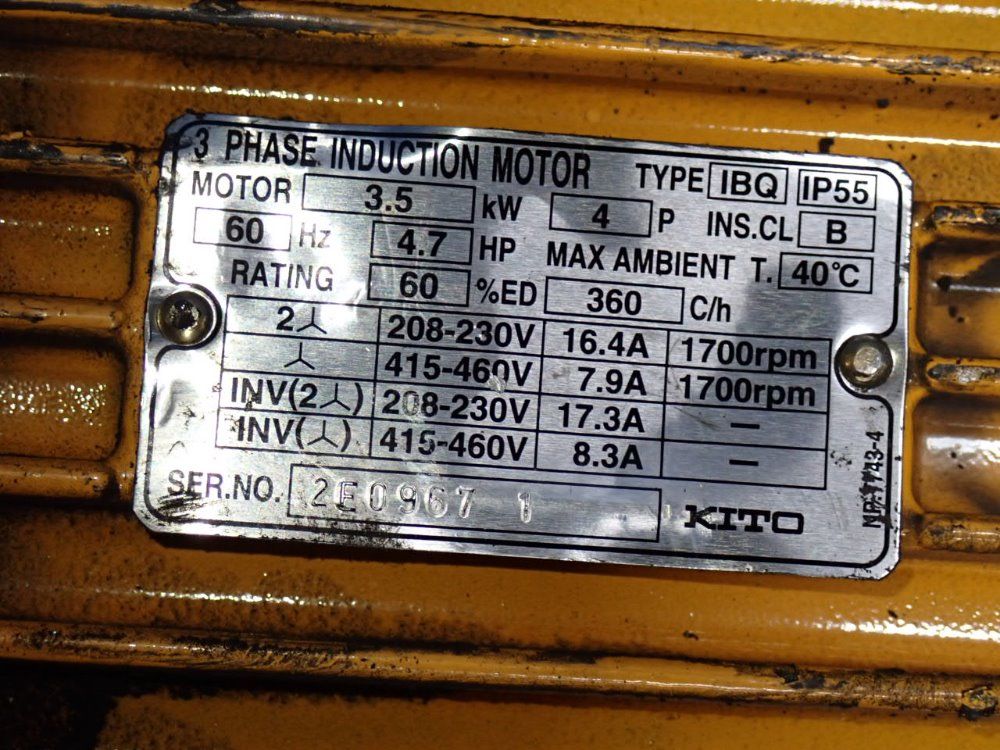 3 PHASE INDUCTION MOTOR TYPE IBQ IP55
MOTOR 3.5 kW 4 P INS.CL B
60 Hz 4.7 HP MAX AMBIENT T. 40°C
RATING 60 %ED 360 C/h
2⅄ 208-230V 16.4A 1700rpm
⅄ 415-460V 7.9A 1700rpm
INV(2⅄) 208-230V 17.3A –
INV(⅄) 415-460V 8.3A –
SER.NO. 2E0967 1 KITO